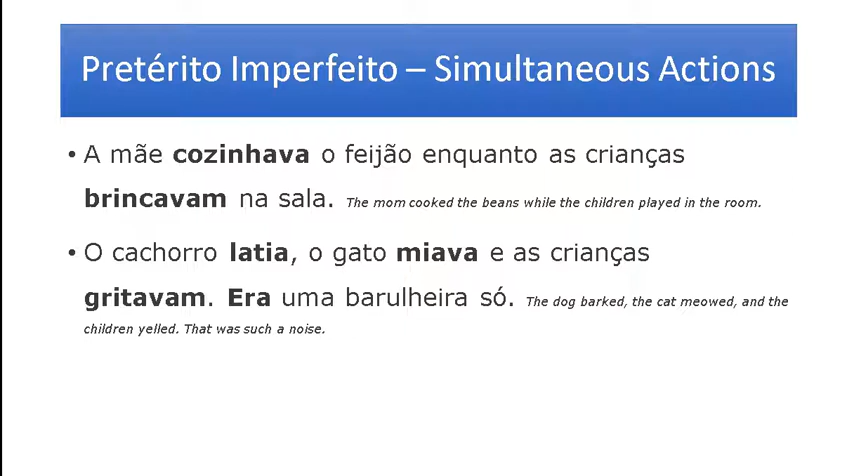 Pretérito Imperfeito – Simultaneous Actions
• A mãe cozinhava o feijão enquanto as crianças
brincavam na sala. The mom cooked the beans while the children played in the room.
• O cachorro latia, o gato miava e as crianças
gritavam. Era uma barulheira só. The dog barked, the cat meowed, and the
children yelled. That was such a noise.